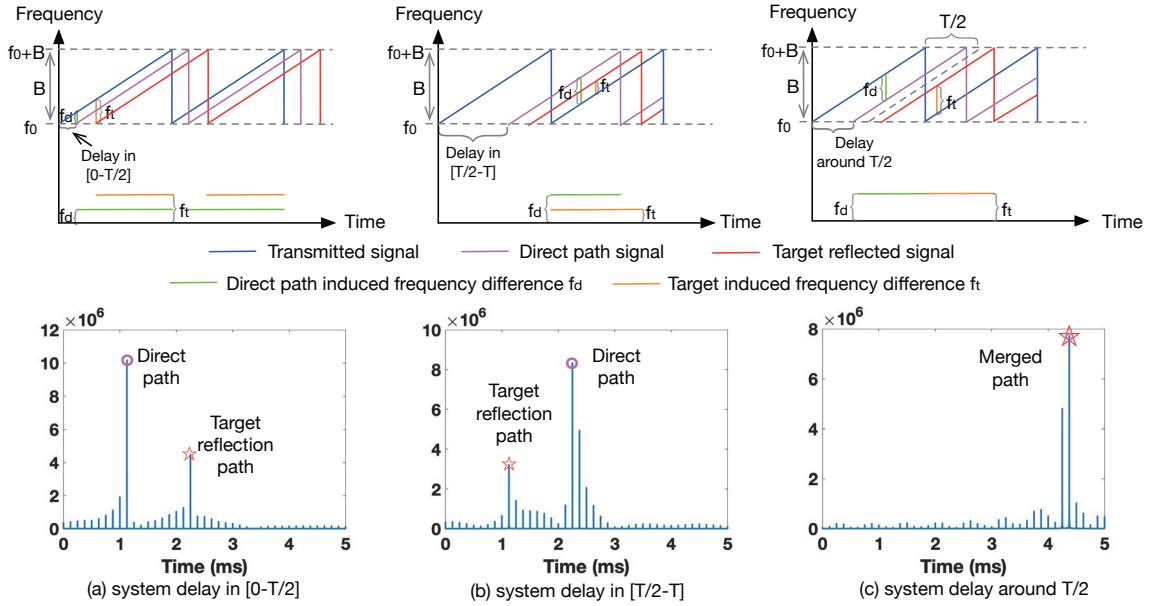 Frequency
f₀+B
B
f₀
fd
ft
Delay in
[0-T/2]
fd
ft
Time
Frequency
f₀+B
B
f₀
fd
ft
Delay in
[T/2-T]
fd
ft
Time
Frequency
T/2
f₀+B
B
f₀
fd
ft
Delay
around T/2
fd
ft
Time
Transmitted signal
Direct path signal
Target reflected signal
Direct path induced frequency difference fd
Target induced frequency difference ft
×10⁶
12
10
8
6
4
2
0
0 1 2 3 4 5
Direct
path
Target
reflection
path
Time (ms)
(a) system delay in [0-T/2]
×10⁶
10
8
6
4
2
0
0 1 2 3 4 5
Direct
path
Target
reflection
path
Time (ms)
(b) system delay in [T/2-T]
×10⁶
8
6
4
2
0
0 1 2 3 4 5
Merged
path
Time (ms)
(c) system delay around T/2